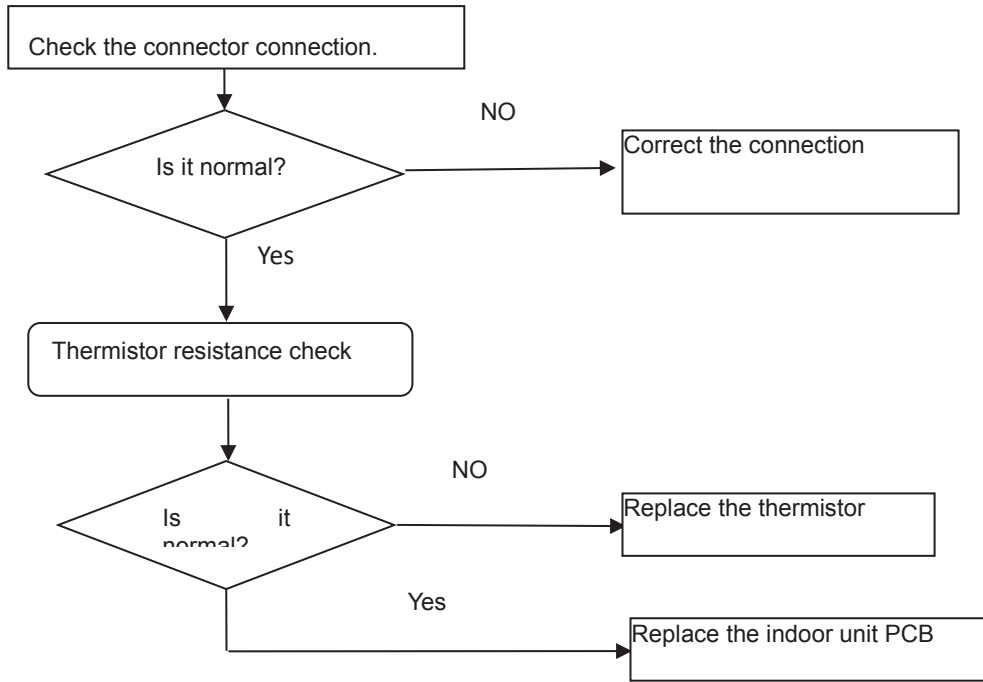 Check the connector connection.
NO
Correct the connection
Is it normal?
Yes
Thermistor resistance check
NO
Is it
normal?
Replace the thermistor
Yes
Replace the indoor unit PCB